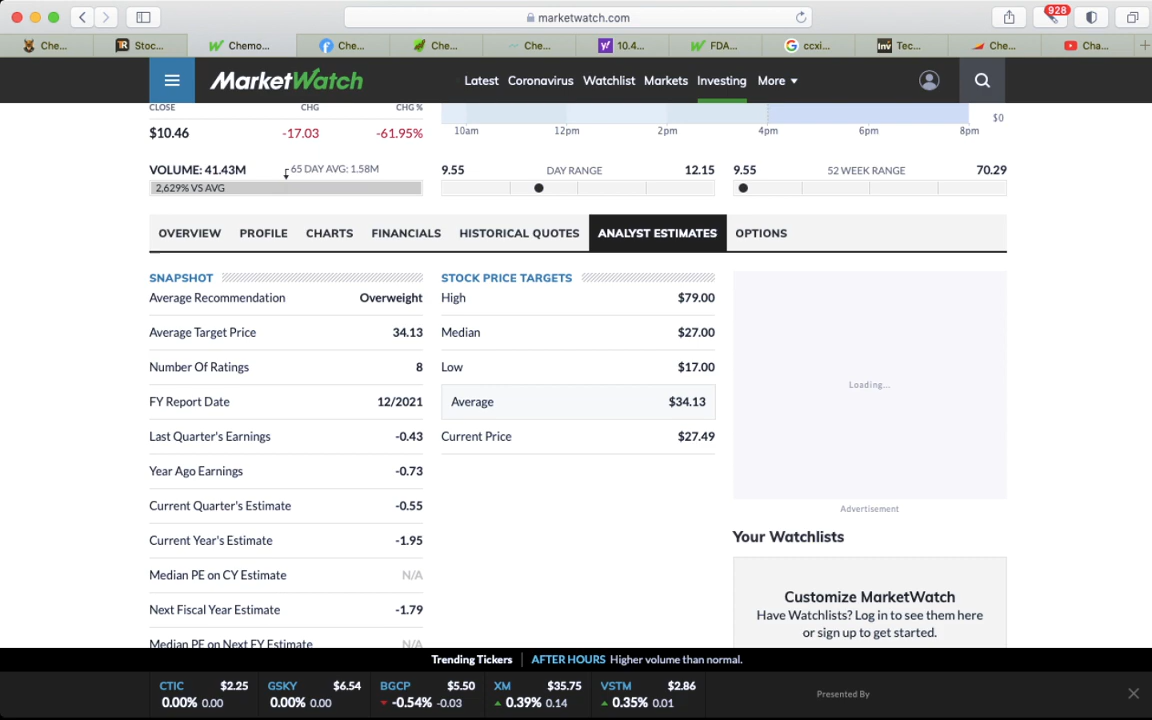 928
marketwatch.com
Che...
Stoc...
Chemo...
Che...
Che...
Che...
10.4...
FDA...
ccxi...
Tec...
Che...
Cha...
MarketWatch
Latest Coronavirus Watchlist Markets Investing More
CLOSE CHG CHG %
$10.46 -17.03 -61.95%
VOLUME: 41.43M 65 DAY AVG: 1.58M
2,629% VS AVG
$0
10am 12pm 2pm 4pm 6pm 8pm
9.55 DAY RANGE 12.15
9.55 52 WEEK RANGE 70.29
OVERVIEW PROFILE CHARTS FINANCIALS HISTORICAL QUOTES ANALYST ESTIMATES OPTIONS
SNAPSHOT
Average Recommendation Overweight
Average Target Price 34.13
Number Of Ratings 8
FY Report Date 12/2021
Last Quarter's Earnings -0.43
Year Ago Earnings -0.73
Current Quarter's Estimate -0.55
Current Year's Estimate -1.95
Median PE on CY Estimate N/A
Next Fiscal Year Estimate -1.79
Median PE on Next FY Estimate N/A
STOCK PRICE TARGETS
High $79.00
Median $27.00
Low $17.00
Average $34.13
Current Price $27.49
Loading...
Advertisement
Your Watchlists
Customize MarketWatch
Have Watchlists? Log in to see them here
or sign up to get started.
Trending Tickers | AFTER HOURS Higher volume than normal.
CTIC $2.25
0.00% 0.00
GSKY $6.54
0.00% 0.00
BGCP $5.50
-0.54% -0.03
XM $35.75
0.39% 0.14
VSTM $2.86
0.35% 0.01
Presented By